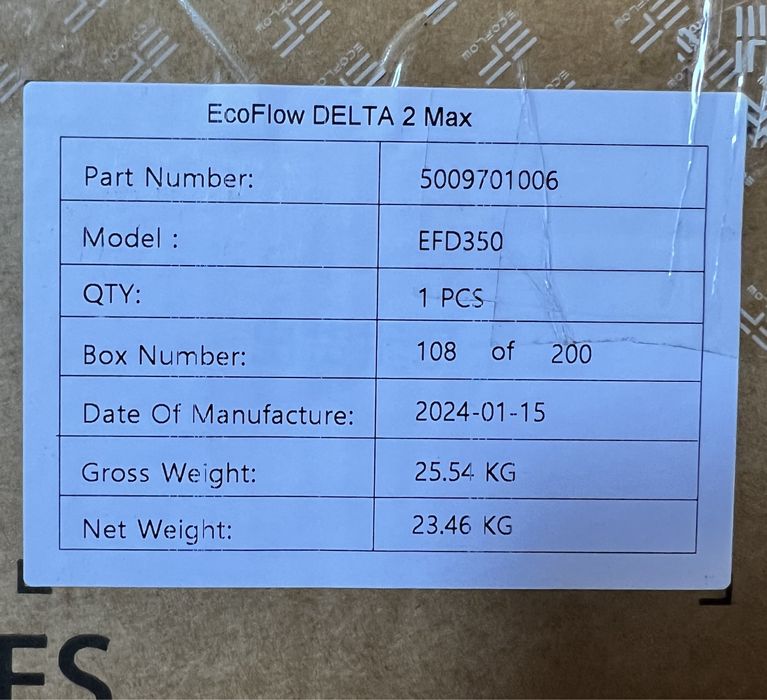 EcoFlow DELTA 2 Max
Part Number: 5009701006
Model : EFD350
QTY: 1 PCS
Box Number: 108 of 200
Date Of Manufacture: 2024-01-15
Gross Weight: 25.54 KG
Net Weight: 23.46 KG
ES